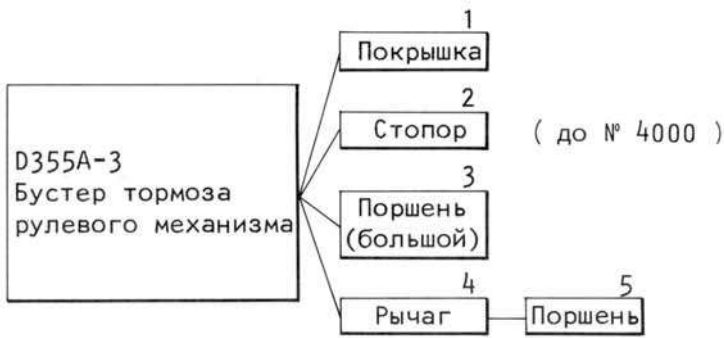 1
Покрышка
2
Стопор ( до № 4000 )
D355A-3
Бустер тормоза
рулевого механизма
3
Поршень
(большой)
4
Рычаг
5
Поршень